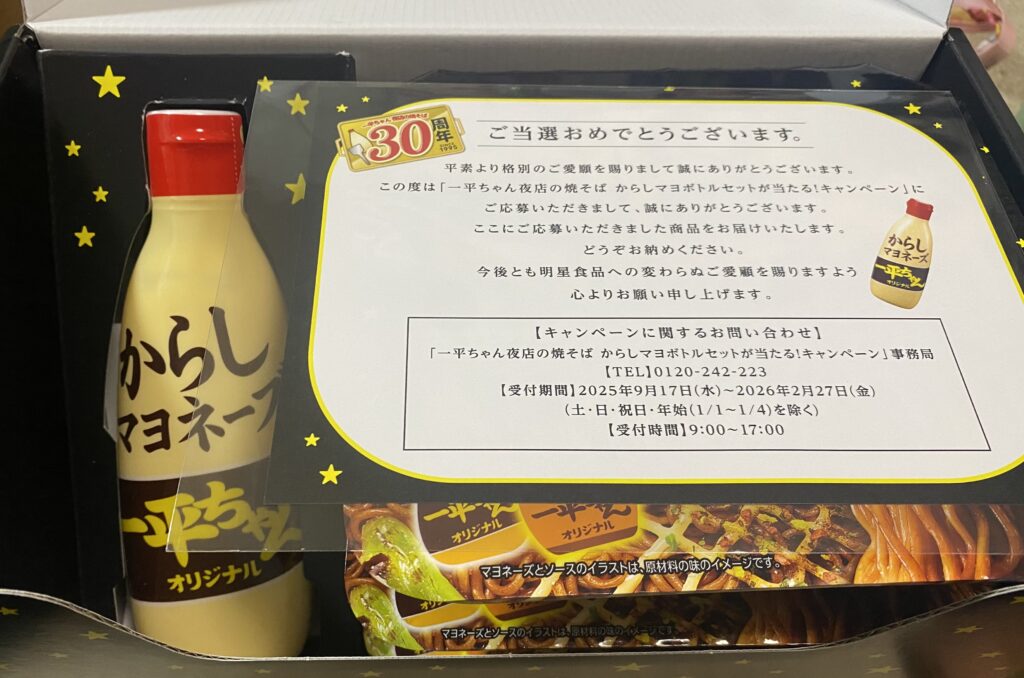 一平ちゃん 夜店の焼そば
30周年
SINCE 1995
ご当選おめでとうございます。
平素より格別のご愛顧を賜りまして誠にありがとうございます。
この度は「一平ちゃん夜店の焼そば からしマヨボトルセットが当たる!キャンペーン」に
ご応募いただきまして、誠にありがとうございます。
ここにご応募いただきました商品をお届けいたします。
どうぞお納めください。
今後とも明星食品への変わらぬご愛顧を賜りますよう
心よりお願い申し上げます。
からし
マヨネーズ
一平ちゃん
オリジナル
【キャンペーンに関するお問い合わせ】
「一平ちゃん夜店の焼そば からしマヨボトルセットが当たる!キャンペーン」事務局
【TEL】0120-242-223
【受付期間】2025年9月17日(水)〜2026年2月27日(金)
(土・日・祝日・年始(1/1〜1/4)を除く)
【受付時間】9:00〜17:00
からし
マヨネーズ
一平ちゃん
オリジナル
一平ちゃん
オリジナル
オリジナル
マヨネーズとソースのイラストは、原材料の味のイメージです。
マヨネーズとソースのイラストは、原材料の味のイメージです。